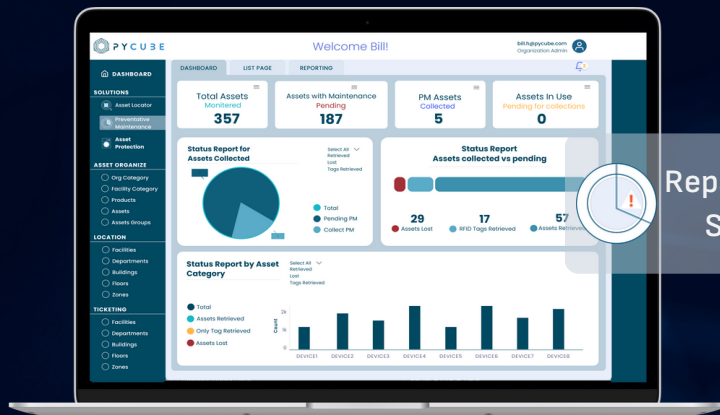 PYCUBE
Welcome Bill!
bill.h@pycube.com
Organization Admin
DASHBOARD
SOLUTIONS
Asset Locator
Preventative
Maintenance
Asset
Protection
ASSET ORGANIZE
Org Category
Facility Category
Products
Assets
Assets Groups
LOCATION
Facilities
Departments
Buildings
Floors
Zones
TICKETING
Facilities
Departments
Buildings
Floors
Zones
DASHBOARD LIST PAGE REPORTING
Total Assets
Monitered
357
Assets with Maintenance
Pending
187
PM Assets
Collected
5
Assets In Use
Pending for collections
0
Status Report for
Assets Collected
Select All
Retrieved
Lost
Tags Retrieved
Total
Pending PM
Collect PM
Status Report
Assets collected vs pending
29
Assets Lost
17
RFID Tags Retrieved
57
Assets Retrieved
Status Report by Asset
Category
Select All
Retrieved
Lost
Tags Retrieved
Total
Assets Retrieved
Only Tag Retrieved
Assets Lost
Count
2k
1k
0
DEVICE1 DEVICE2 DEVICE3 DEVICE4 DEVICE5 DEVICE6 DEVICE7 DEVICE8
Rep
S